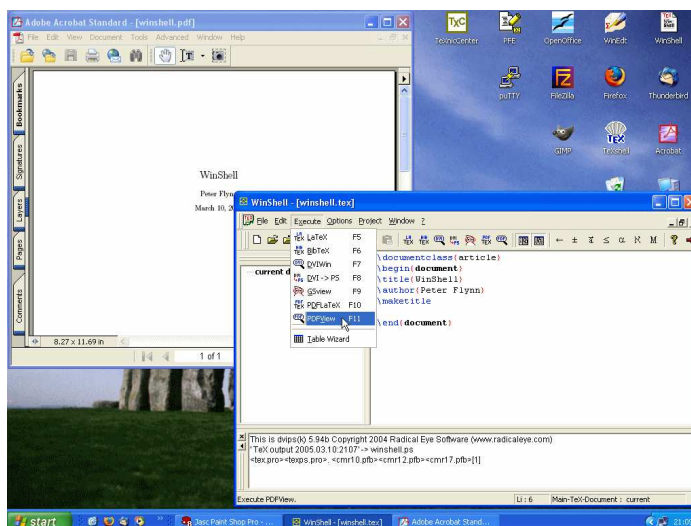 Adobe Acrobat Standard - [winshell.pdf]
File Edit View Document Tools Advanced Window Help
Bookmarks
Signatures
Layers
Pages
Comments
WinShell
Peter Flyn
March 10, 20
8.27 x 11.69 in
1 of 1
TeXnicCenter
PFE
OpenOffice
WinEdt
WinShell
puTTY
FileZilla
Firefox
Thunderbird
GIMP
TeXshell
Acrobat
WinShell - [winshell.tex]
File Edit Execute Options Project Window ?
LaTeX F5
BibTeX F6
DVIWin F7
DVI -> PS F8
GSview F9
PDFLaTeX F10
PDFView F11
Table Wizard
current d
\documentclass{article}
\begin{document}
\title{WinShell}
\author{Peter Flynn}
\maketitle
\end{document}
This is dvips(k) 5.94b Copyright 2004 Radical Eye Software (www.radicaleye.com)
' TeX output 2005.03.10:2107' -> winshell.ps
<tex.pro><texps.pro>. <cmr10.pfb><cmr12.pfb><cmr17.pfb>[1]
Execute PDFView.
Li : 6
Main-TeX-Document : current
start
Jasc Paint Shop Pro - ...
WinShell - [winshell.tex]
Adobe Acrobat Stand...